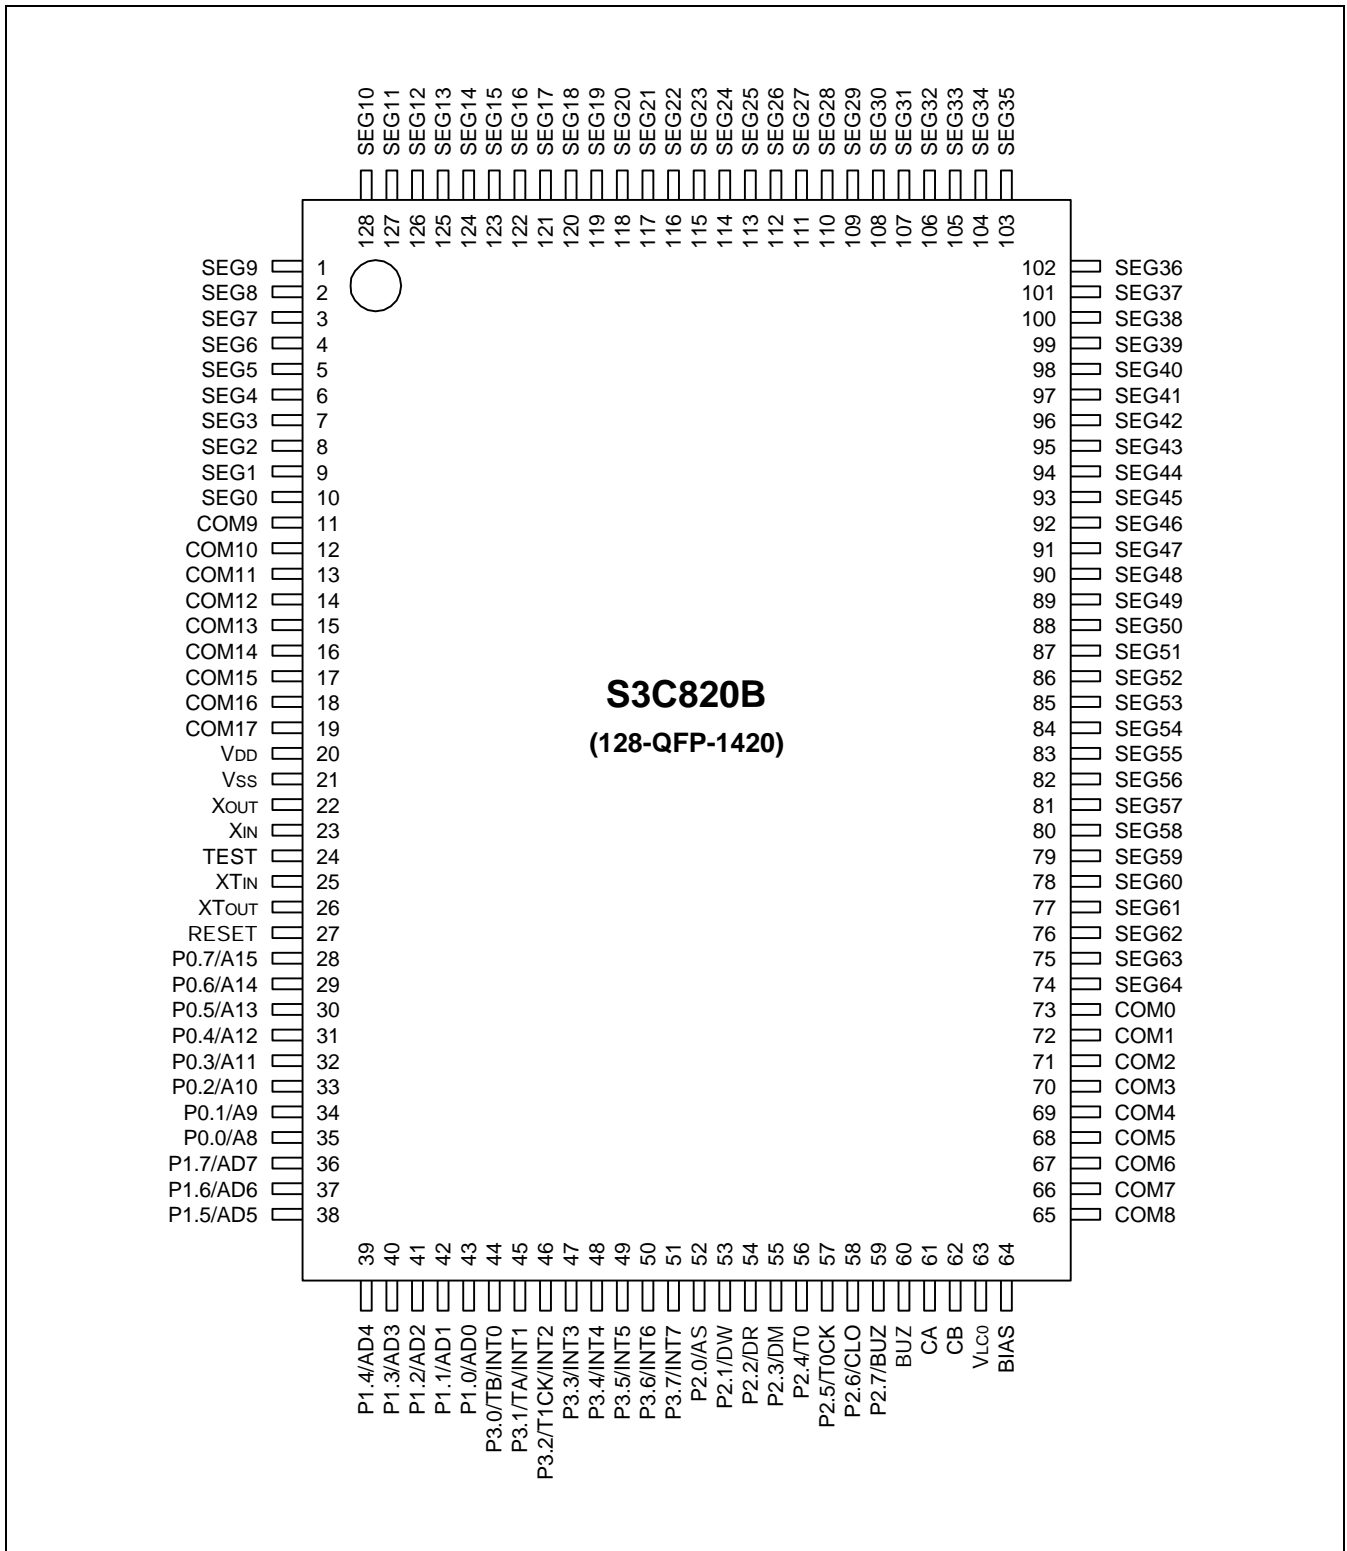 SEG10
SEG11
SEG12
SEG13
SEG14
SEG15
SEG16
SEG17
SEG18
SEG19
SEG20
SEG21
SEG22
SEG23
SEG24
SEG25
SEG26
SEG27
SEG28
SEG29
SEG30
SEG31
SEG32
SEG33
SEG34
SEG35
128
127
126
125
124
123
122
121
120
119
118
117
116
115
114
113
112
111
110
109
108
107
106
105
104
103
SEG9 1 102 SEG36
SEG8 2 101 SEG37
SEG7 3 100 SEG38
SEG6 4 99 SEG39
SEG5 5 98 SEG40
SEG4 6 97 SEG41
SEG3 7 96 SEG42
SEG2 8 95 SEG43
SEG1 9 94 SEG44
SEG0 10 93 SEG45
COM9 11 92 SEG46
COM10 12 91 SEG47
COM11 13 90 SEG48
COM12 14 89 SEG49
COM13 15 88 SEG50
COM14 16 87 SEG51
COM15 17 86 SEG52
COM16 18 85 SEG53
COM17 19 84 SEG54
VDD 20 83 SEG55
VSS 21 82 SEG56
XOUT 22 81 SEG57
XIN 23 80 SEG58
TEST 24 79 SEG59
XTIN 25 78 SEG60
XTOUT 26 77 SEG61
RESET 27 76 SEG62
P0.7/A15 28 75 SEG63
P0.6/A14 29 74 SEG64
P0.5/A13 30 73 COM0
P0.4/A12 31 72 COM1
P0.3/A11 32 71 COM2
P0.2/A10 33 70 COM3
P0.1/A9 34 69 COM4
P0.0/A8 35 68 COM5
P1.7/AD7 36 67 COM6
P1.6/AD6 37 66 COM7
P1.5/AD5 38 65 COM8
S3C820B
(128-QFP-1420)
39
40
41
42
43
44
45
46
47
48
49
50
51
52
53
54
55
56
57
58
59
60
61
62
63
64
P1.4/AD4
P1.3/AD3
P1.2/AD2
P1.1/AD1
P1.0/AD0
P3.0/TB/INT0
P3.1/TA/INT1
P3.2/T1CK/INT2
P3.3/INT3
P3.4/INT4
P3.5/INT5
P3.6/INT6
P3.7/INT7
P2.0/AS
P2.1/DW
P2.2/DR
P2.3/DM
P2.4/T0
P2.5/T0CK
P2.6/CLO
P2.7/BUZ
BUZ
CA
CB
VLC0
BIAS